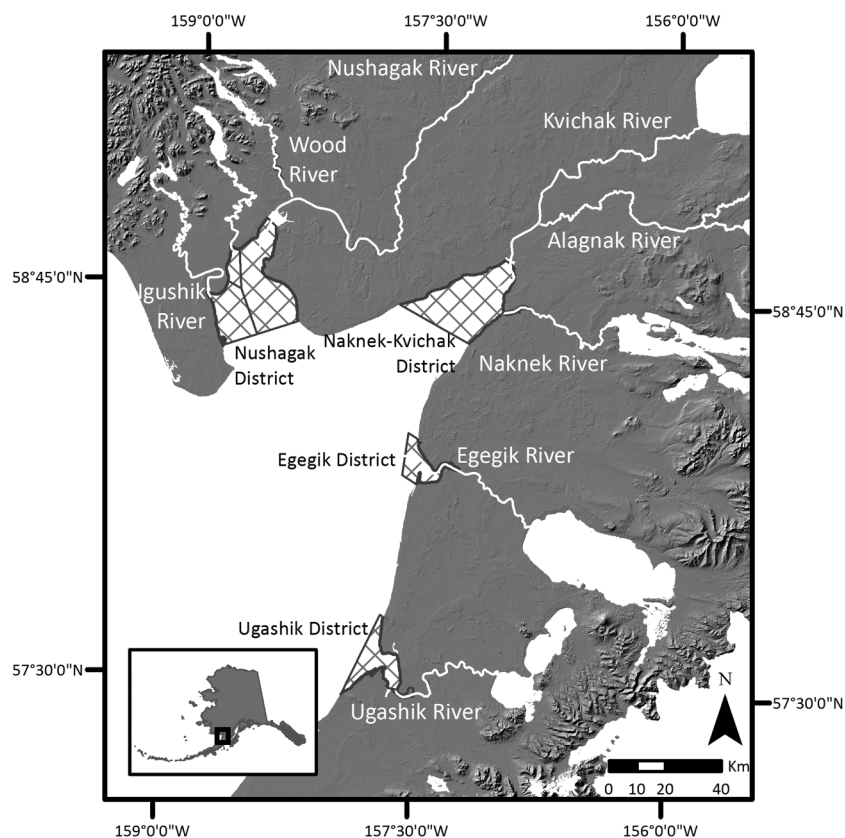 159°0'0"W
157°30'0"W
156°0'0"W
Nushagak River
Kvichak River
Wood
River
Alagnak River
58°45'0"N
Igushik
River
58°45'0"N
Nushagak
District
Naknek-Kvichak
District
Naknek River
Egegik District
Egegik River
Ugashik District
57°30'0"N
N
57°30'0"N
Ugashik River
Km
0 10 20 40
159°0'0"W
157°30'0"W
156°0'0"W